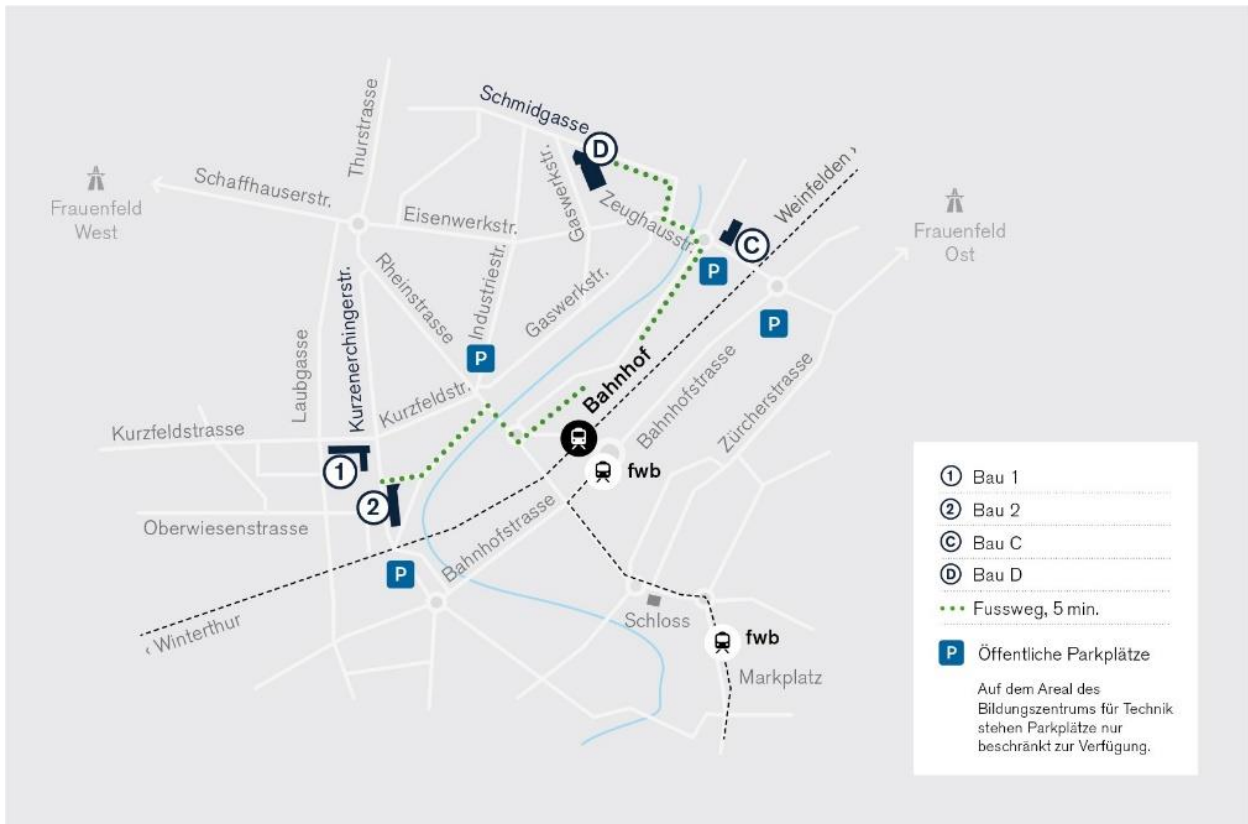 Schmidgasse
D
Thurstrasse
Gaswerkstr.
Weinfelden ›
Schaffhauserstr.
Frauenfeld
West
Eisenwerkstr.
Zeughausstr.
C
Frauenfeld
Ost
P
Rheinstrasse
Industriestr.
Gaswerkstr.
P
Kurzenerchingerstr.
Laubgasse
P
Bahnhof
Bahnhofstrasse
Zürcherstrasse
Kurzfeldstr.
Kurzfeldstrasse
1
fwb
2
Oberwiesenstrasse
Bahnhofstrasse
P
‹ Winterthur
Schloss
fwb
Markplatz
1 Bau 1
2 Bau 2
C Bau C
D Bau D
Fussweg, 5 min.
P Öffentliche Parkplätze
Auf dem Areal des
Bildungszentrums für Technik
stehen Parkplätze nur
beschränkt zur Verfügung.